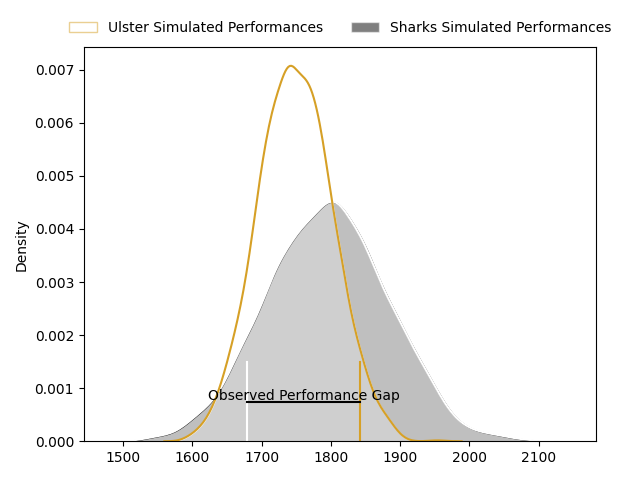 Ulster Simulated Performances
Sharks Simulated Performances
0.007
0.006
0.005
0.004
0.003
0.002
0.001
0.000
Density
Observed Performance Gap
1500 1600 1700 1800 1900 2000 2100